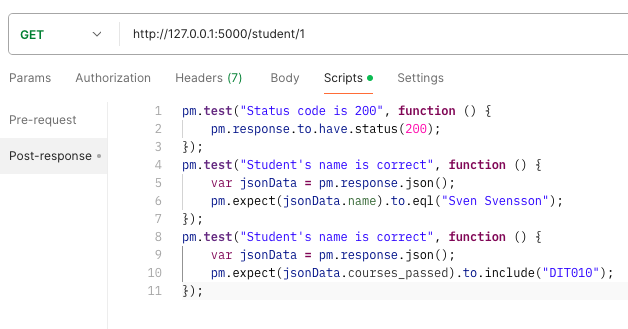 GET http://127.0.0.1:5000/student/1
Params Authorization Headers (7) Body Scripts Settings
Pre-request
Post-response
1 pm.test("Status code is 200", function () {
2     pm.response.to.have.status(200);
3 });
4 pm.test("Student's name is correct", function () {
5     var jsonData = pm.response.json();
6     pm.expect(jsonData.name).to.eql("Sven Svensson");
7 });
8 pm.test("Student's name is correct", function () {
9     var jsonData = pm.response.json();
10     pm.expect(jsonData.courses_passed).to.include("DIT010");
11 });